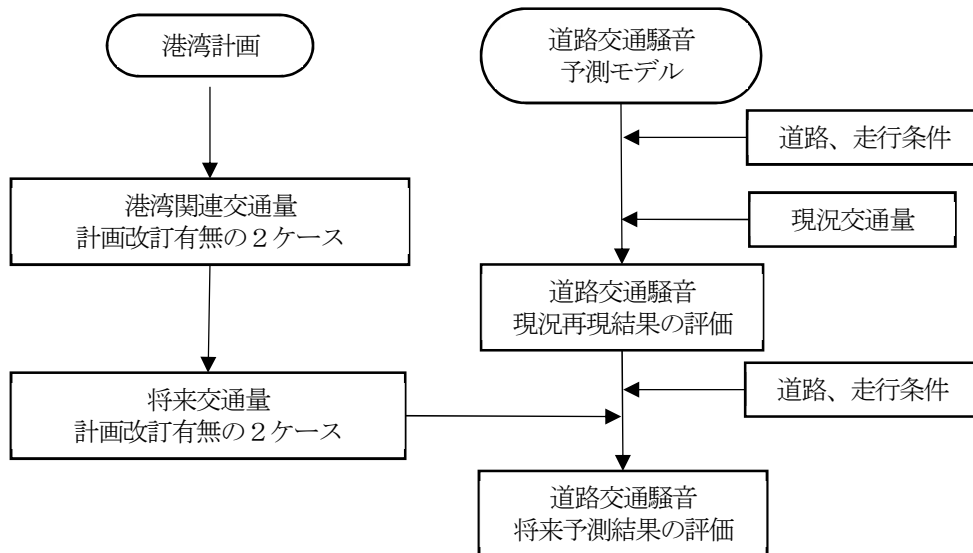 港湾計画
道路交通騒音
予測モデル
道路、走行条件
港湾関連交通量
計画改訂有無の２ケース
現況交通量
道路交通騒音
現況再現結果の評価
将来交通量
計画改訂有無の２ケース
道路、走行条件
道路交通騒音
将来予測結果の評価